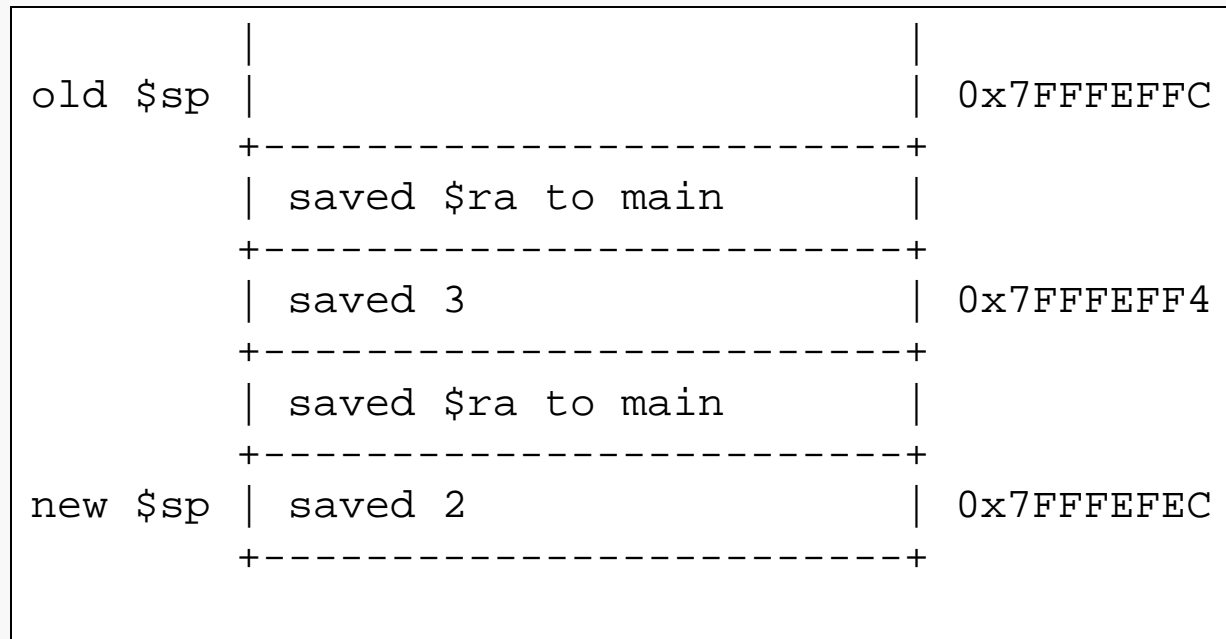 |                          |
old $sp |                          | 0x7FFFEFFC
+--------------------------+
| saved $ra to main        |
+--------------------------+
| saved 3                  | 0x7FFFEFF4
+--------------------------+
| saved $ra to main        |
+--------------------------+
new $sp | saved 2                  | 0x7FFFEFEC
+--------------------------+